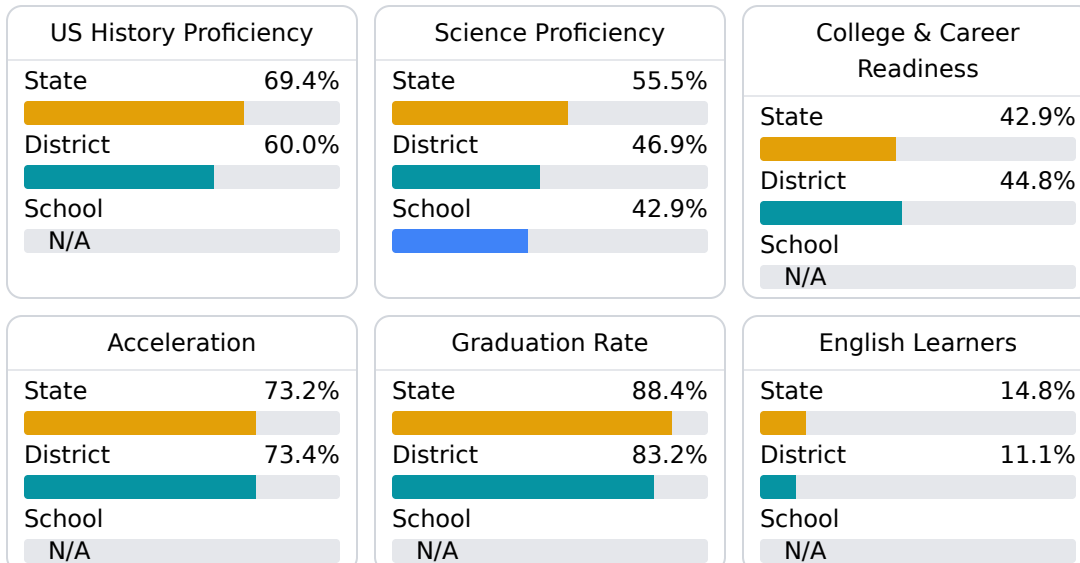 US History Proficiency
State 69.4%
District 60.0%
School
N/A
Science Proficiency
State 55.5%
District 46.9%
School 42.9%
College & Career
Readiness
State 42.9%
District 44.8%
School
N/A
Acceleration
State 73.2%
District 73.4%
School
N/A
Graduation Rate
State 88.4%
District 83.2%
School
N/A
English Learners
State 14.8%
District 11.1%
School
N/A